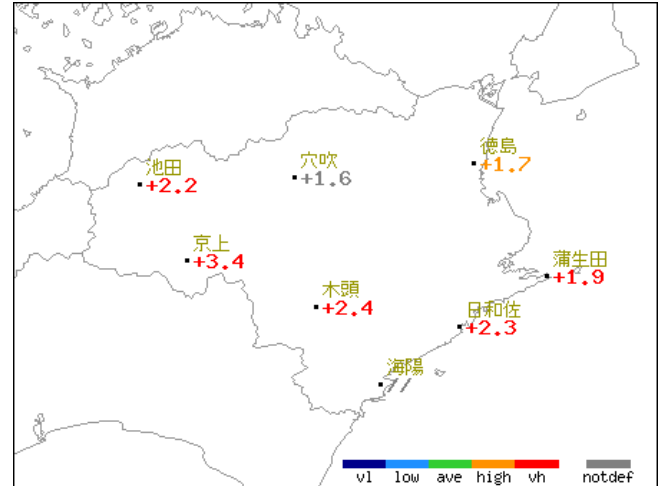 徳島
+1.7
穴吹
+1.6
池田
+2.2
京上
+3.4
蒲生田
+1.9
木頭
+2.4
日和佐
+2.3
海陽
vl low ave high vh notdef